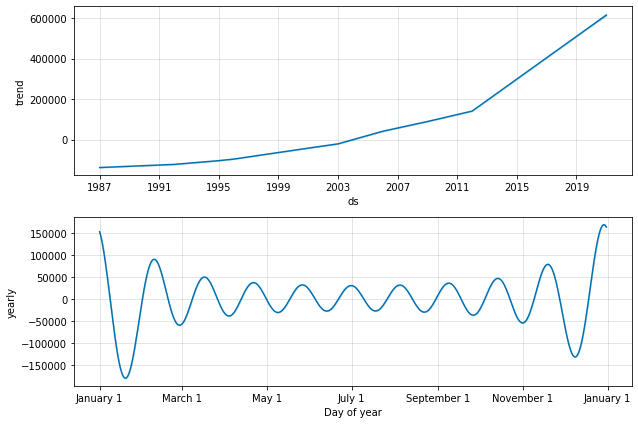 600000
400000
200000
0
trend
1987 1991 1995 1999 2003 2007 2011 2015 2019
ds
150000
100000
50000
0
−50000
−100000
−150000
yearly
January 1 March 1 May 1 July 1 September 1 November 1 January 1
Day of year